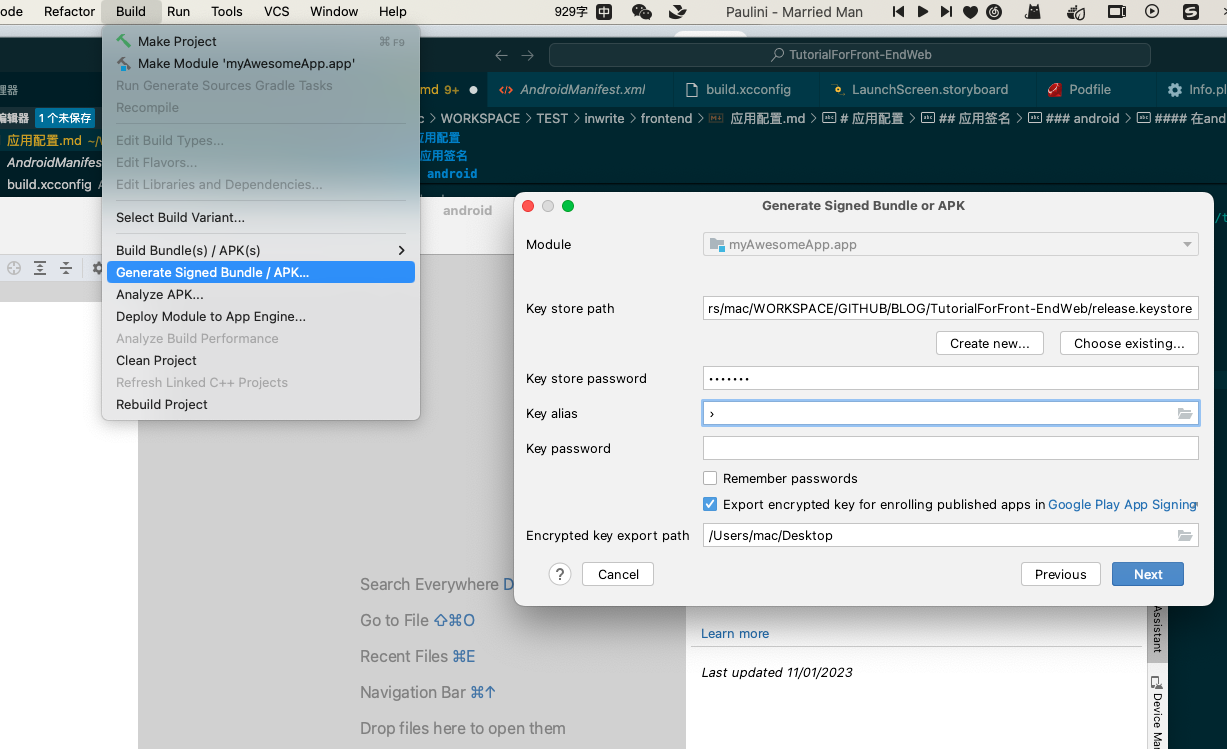 ode Refactor Build Run Tools VCS Window Help 929字 中 Paulini - Married Man
Make Project ⌘F9
Make Module 'myAwesomeApp.app'
Run Generate Sources Gradle Tasks
Recompile
Edit Build Types...
Edit Flavors...
Edit Libraries and Dependencies...
Select Build Variant...
Build Bundle(s) / APK(s)
Generate Signed Bundle / APK...
Analyze APK...
Deploy Module to App Engine...
Analyze Build Performance
Clean Project
Refresh Linked C++ Projects
Rebuild Project
TutorialForFront-EndWeb
理器
md 9+ AndroidManifest.xml build.xcconfig LaunchScreen.storyboard Podfile Info.pl
编辑器 1 个未保存
c > WORKSPACE > TEST > inwrite > frontend > 应用配置.md > # 应用配置 > ## 应用签名 > ### android > #### 在and
应用配置.md ~/
AndroidManifes
build.xcconfig
应用配置
应用签名
android
android
Generate Signed Bundle or APK
Module myAwesomeApp.app
Key store path rs/mac/WORKSPACE/GITHUB/BLOG/TutorialForFront-EndWeb/release.keystore
Create new... Choose existing...
Key store password •••••••
Key alias ›
Key password
Remember passwords
Export encrypted key for enrolling published apps in Google Play App Signing
Encrypted key export path /Users/mac/Desktop
? Cancel Previous Next
Search Everywhere D
Go to File ⇧⌘O
Recent Files ⌘E
Navigation Bar ⌘↑
Drop files here to open them
Learn more
Last updated 11/01/2023
Assistant
Device Ma